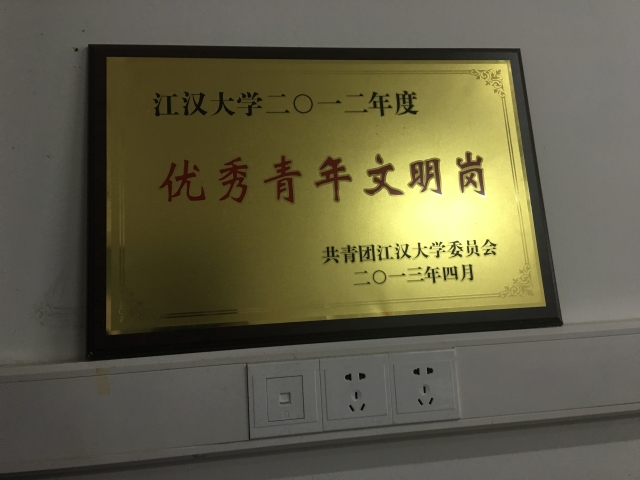 江汉大学二〇一二年度
优秀青年文明岗
共青团江汉大学委员会
二〇一三年四月